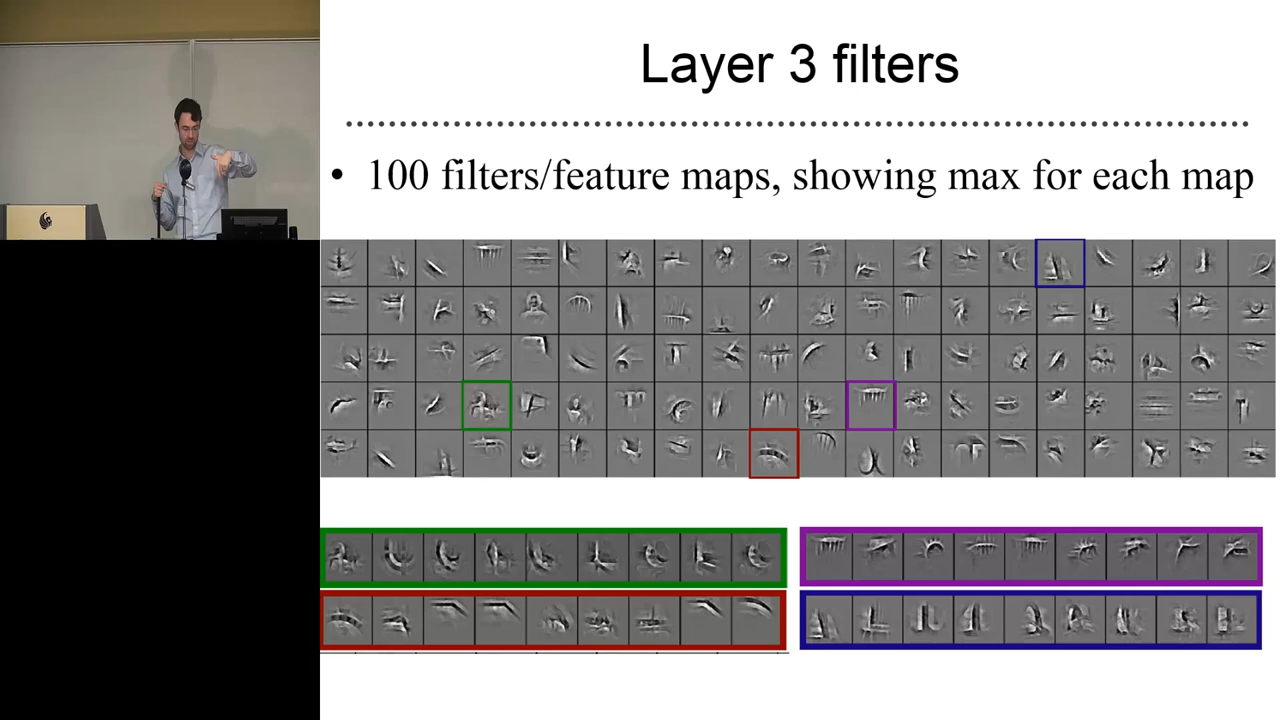 Layer 3 filters
• 100 filters/feature maps, showing max for each map